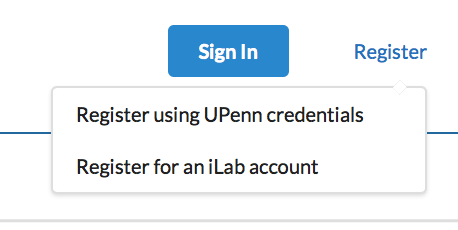 Sign In
Register
Register using UPenn credentials
Register for an iLab account